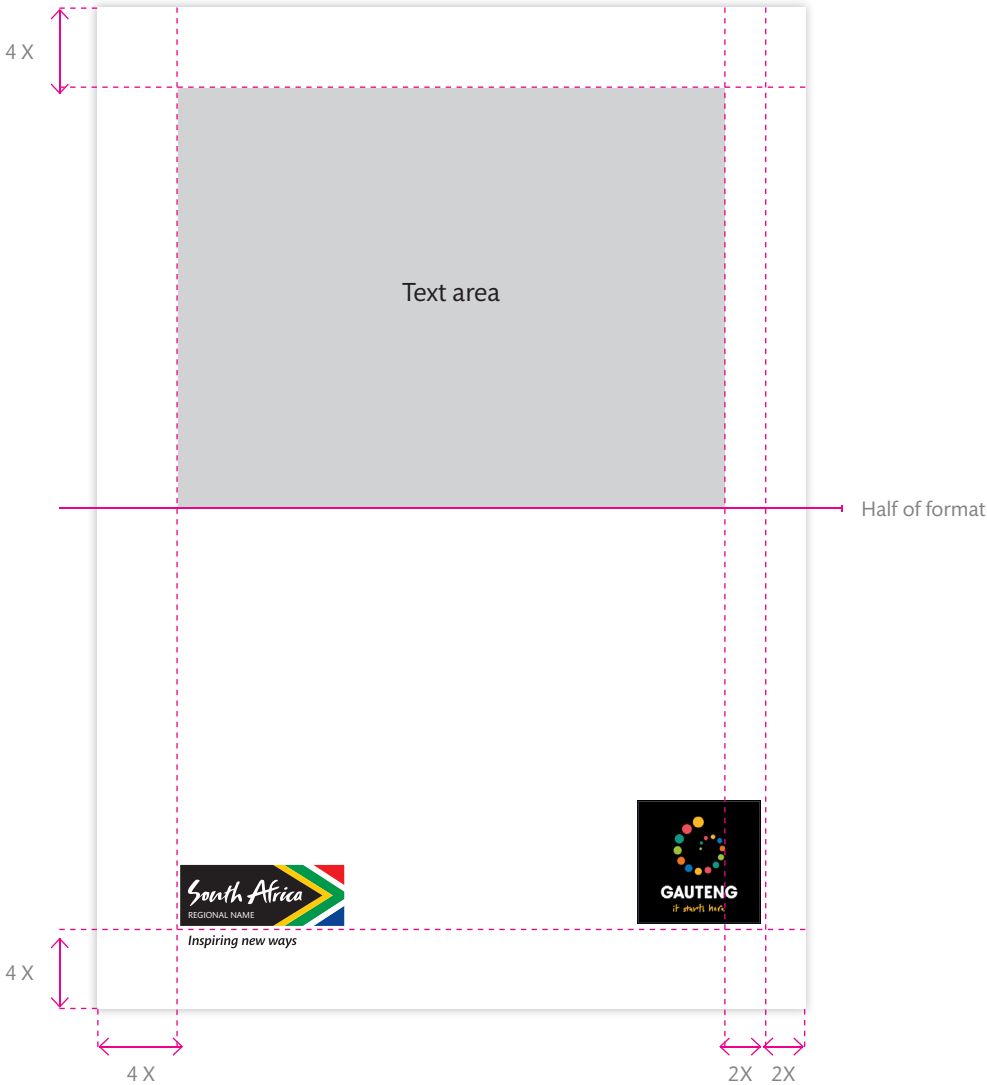 4 X
Text area
Half of format
South Africa
REGIONAL NAME
Inspiring new ways
GAUTENG
it starts here
4 X
4 X
2X
2X